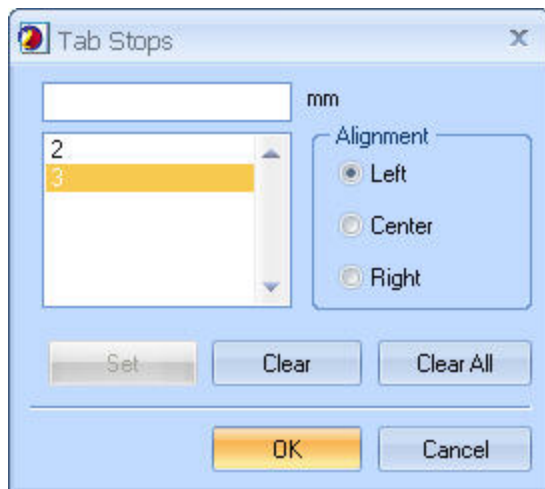 Tab Stops
mm
2
3
Alignment
Left
Center
Right
Set
Clear
Clear All
OK
Cancel